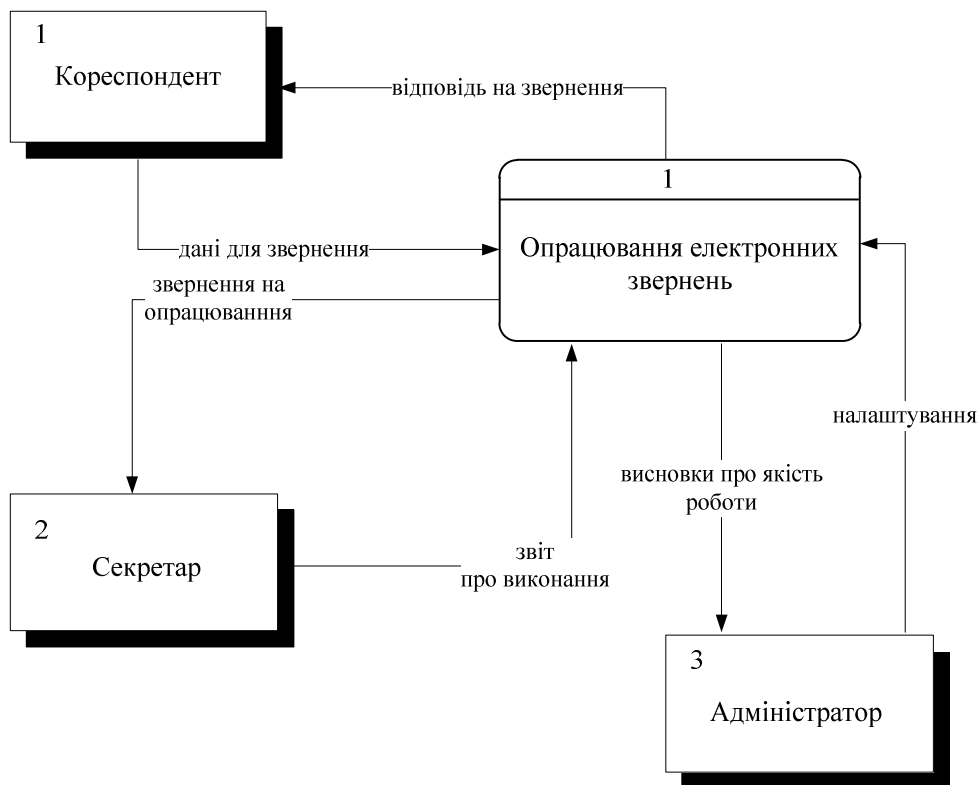 1
Кореспондент
відповідь на звернення
1
Опрацювання електронних
звернень
дані для звернення
звернення на
опрацюванння
налаштування
висновки про якість
роботи
2
Секретар
звіт
про виконання
3
Адміністратор